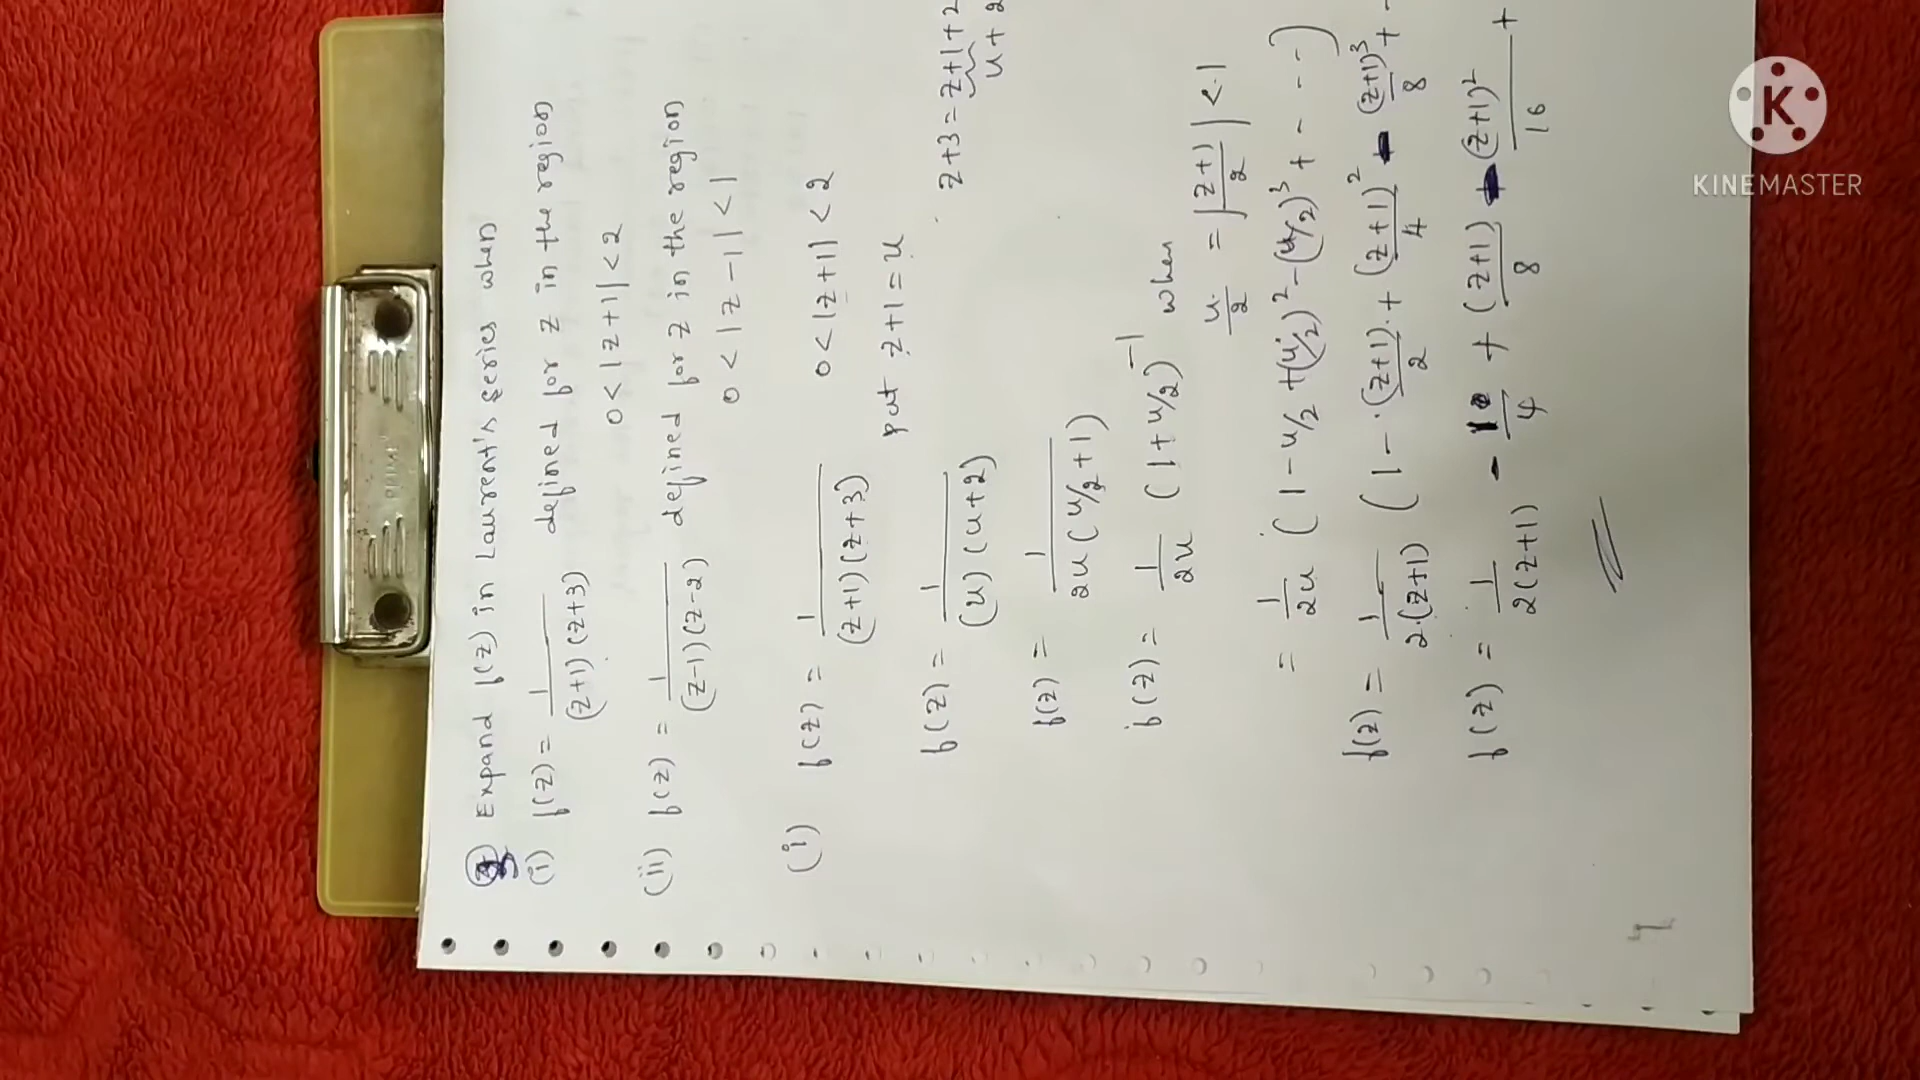 ② Expand f(z) in Laurent's series when
(i) f(z) = 1/(z+1)(z+3) defined for z in the region
0 < |z+1| < 2
(ii) f(z) = 1/(z-1)(z-2) defined for z in the region
0 < |z-1| < 1
(i) f(z) = 1/(z+1)(z+3) 0 < |z+1| < 2
put z+1 = u
f(z) = 1/(u)(u+2) z+3 = z+1+2
u+2
f(z) = 1/2u(u/2+1)
f(z) = 1/2u (1+u/2)^-1 when
u/2 = |z+1/2| < 1
= 1/2u (1 - u/2 + (u/2)^2 - (u/2)^3 + - - -)
f(z) = 1/2.(z+1) (1 - (z+1)/2 + (z+1)^2/4 - (z+1)^3/8 + -
f(z) = 1/2(z+1) - 1/4 + (z+1)/8 - (z+1)^2/16 +
K
KINEMASTER